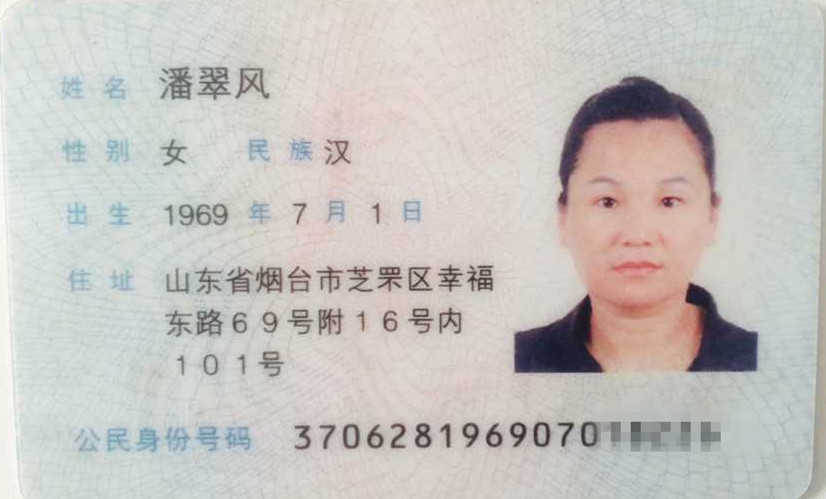 姓名 潘翠风
性别 女 民族 汉
出生 1969 年 7 月 1 日
住址 山东省烟台市芝罘区幸福
东路69号附16号内
101号
公民身份号码 3706281969070